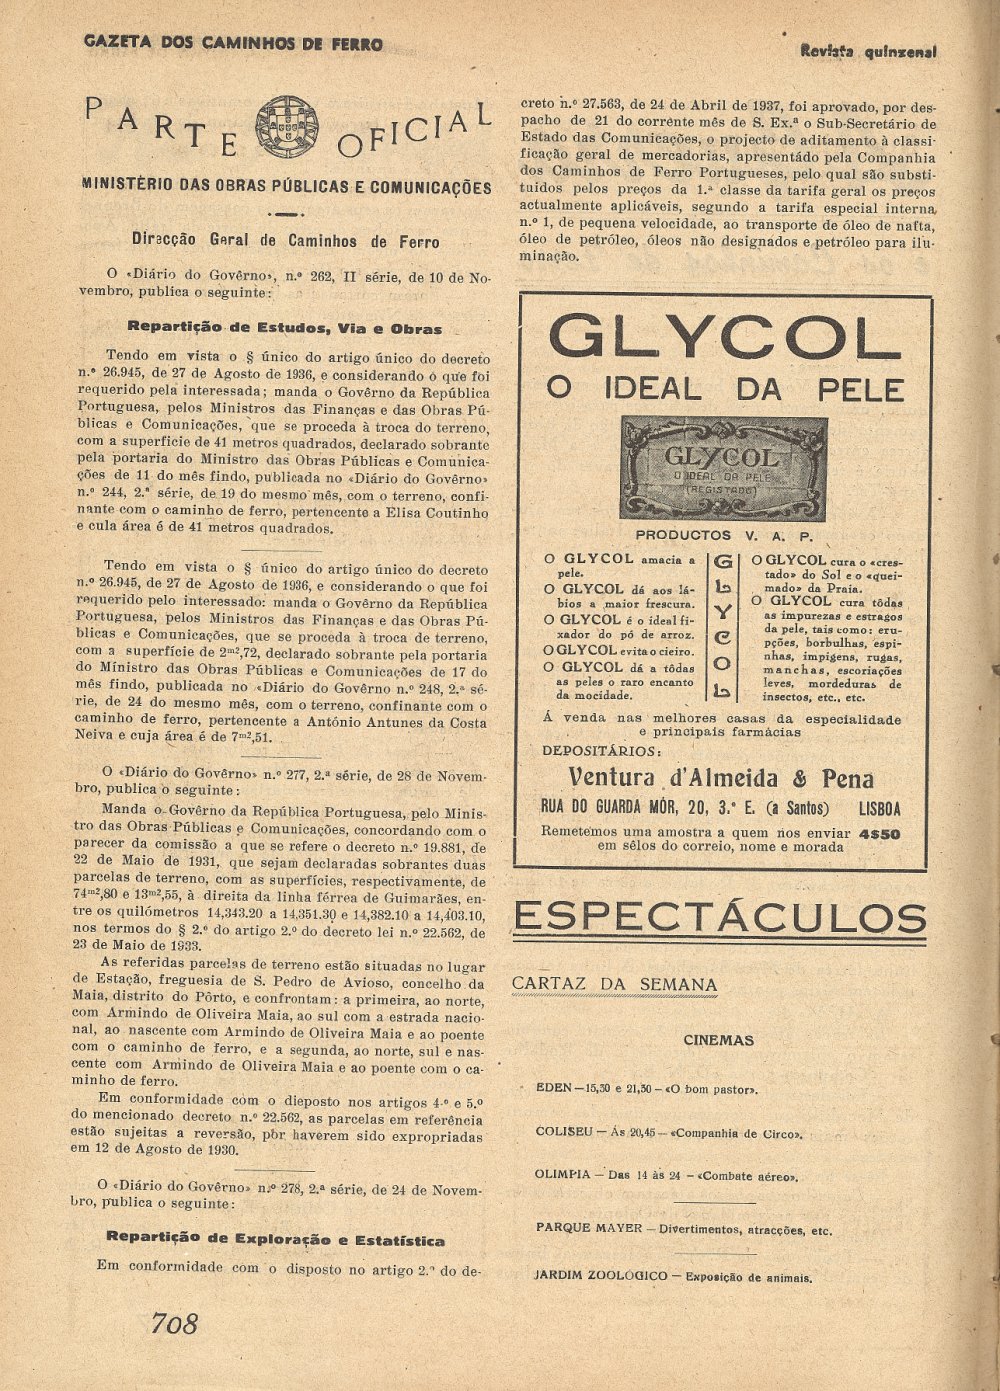 GAZETA DOS CAMINHOS DE FERRO
Revista quinzenal
PARTE OFICIAL
MINISTÉRIO DAS OBRAS PÚBLICAS E COMUNICAÇÕES
Direcção Geral de Caminhos de Ferro
O «Diário do Govêrno», n.º 262, II série, de 10 de No-
vembro, publica o seguinte:
Repartição de Estudos, Via e Obras
Tendo em vista o § único do artigo único do decreto
n.º 26.945, de 27 de Agosto de 1936, e considerando o que foi
requerido pela interessada; manda o Govêrno da República
Portuguesa, pelos Ministros das Finanças e das Obras Pú-
blicas e Comunicações, que se proceda à troca do terreno,
com a superficie de 41 metros quadrados, declarado sobrante
pela portaria do Ministro das Obras Públicas e Comunica-
ções de 11 do mês findo, publicada no «Diário do Govêrno»
n.º 244, 2.ª série, de 19 do mesmo mês, com o terreno, confi-
nante com o caminho de ferro, pertencente a Elisa Coutinho
e cula área é de 41 metros quadrados.
Tendo em vista o § único do artigo único do decreto
n.º 26.945, de 27 de Agosto de 1936, e considerando o que foi
requerido pelo interessado: manda o Govêrno da República
Portuguesa, pelos Ministros das Finanças e das Obras Pú-
blicas e Comunicações, que se proceda à troca de terreno,
com a superfície de 2m²,72, declarado sobrante pela portaria
do Ministro das Obras Públicas e Comunicações de 17 do
mês findo, publicada no «Diário do Govêrno n.º 248, 2.ª sé-
rie, de 24 do mesmo mês, com o terreno, confinante com o
caminho de ferro, pertencente a António Antunes da Costa
Neiva e cuja área é de 7m²,51.
O «Diário do Govêrno» n.º 277, 2.ª série, de 28 de Novem-
bro, publica o seguinte:
Manda o Govêrno da República Portuguesa, pelo Minis-
tro das Obras Públicas e Comunicações, concordando com o
parecer da comissão a que se refere o decreto n.º 19.881, de
22 de Maio de 1931, que sejam declaradas sobrantes duas
parcelas de terreno, com as superfícies, respectivamente, de
74m²,80 e 13m²,55, à direita da linha férrea de Guimarães, en-
tre os quilómetros 14,343.20 a 14,351.30 e 14,382.10 a 14,403.10,
nos termos do § 2.º do artigo 2.º do decreto lei n.º 22.562, de
23 de Maio de 1933.
As referidas parcelas de terreno estão situadas no lugar
de Estação, freguesia de S. Pedro de Avioso, concelho da
Maia, distrito do Pôrto, e confrontam: a primeira, ao norte,
com Armindo de Oliveira Maia, ao sul com a estrada nacio-
nal, ao nascente com Armindo de Oliveira Maia e ao poente
com o caminho de ferro, e a segunda, ao norte, sul e nas-
cente com Armindo de Oliveira Maia e ao poente com o ca-
minho de ferro.
Em conformidade com o dieposto nos artigos 4.º e 5.º
do mencionado decreto n.º 22.562, as parcelas em referência
estão sujeitas a reversão, por haverem sido expropriadas
em 12 de Agosto de 1930.
O «Diário do Govêrno» n.º 278, 2.ª série, de 24 de Novem-
bro, publica o seguinte:
Repartição de Exploração e Estatística
Em conformidade com o disposto no artigo 2.º do de-
708
creto n.º 27.563, de 24 de Abril de 1937, foi aprovado, por des-
pacho de 21 do corrente mês de S. Ex.ª o Sub-Secretário de
Estado das Comunicações, o projecto de aditamento à classi-
ficação geral de mercadorias, apresentádo pela Companhia
dos Caminhos de Ferro Portugueses, pelo qual são substi-
tuidos pelos preços da 1.ª classe da tarifa geral os preços
actualmente aplicáveis, segundo a tarifa especial interna,
n.º 1, de pequena velocidade, ao transporte de óleo de nafta,
óleo de petróleo, óleos não designados e petróleo para ilu-
minação.
GLYCOL
O IDEAL DA PELE
GLYCOL
O IDEAL DA PELE
(REGISTADO)
PRODUCTOS V. A. P.
O GLYCOL amacia a
pele.
O GLYCOL dá aos lá-
bios a maior frescura.
O GLYCOL é o ideal fi-
xador do pó de arroz.
O GLYCOL evita o cieiro.
O GLYCOL dá a tôdas
as peles o raro encanto
da mocidade.
GLYCOL
O GLYCOL cura o «cres-
tado» do Sol e o «quei-
mado» da Praia.
O GLYCOL cura tôdas
as impurezas e estragos
da pele, tais como: eru-
pções, borbulhas, espi-
nhas, impigens, rugas,
manchas, escoriações
leves, mordeduras de
insectos, etc., etc.
Á venda nas melhores casas da especialidade
e principais farmácias
DEPOSITÁRIOS:
Ventura d'Almeida & Pena
RUA DO GUARDA MÓR, 20, 3.º E. (a Santos) LISBOA
Remetemos uma amostra a quem nos enviar 4$50
em sêlos do correio, nome e morada
ESPECTÁCULOS
CARTAZ DA SEMANA
CINEMAS
EDEN — 15,30 e 21,30 — «O bom pastor».
COLISEU — Ás 20,45 — «Companhia de Circo».
OLIMPIA — Das 14 às 24 — «Combate aéreo».
PARQUE MAYER — Divertimentos, atracções, etc.
JARDIM ZOOLÓGICO — Exposição de animais.